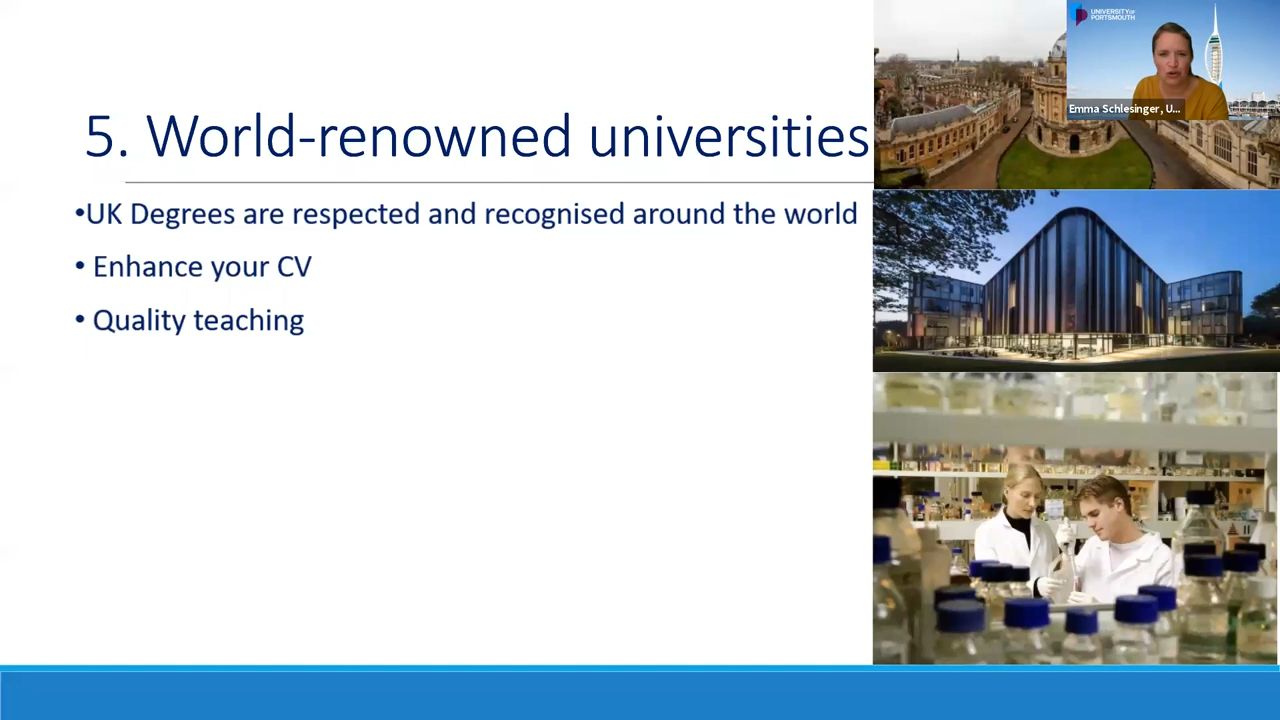 UNIVERSITY OF
PORTSMOUTH
Emma Schlesinger, U...
5. World-renowned universities
•UK Degrees are respected and recognised around the world
• Enhance your CV
• Quality teaching